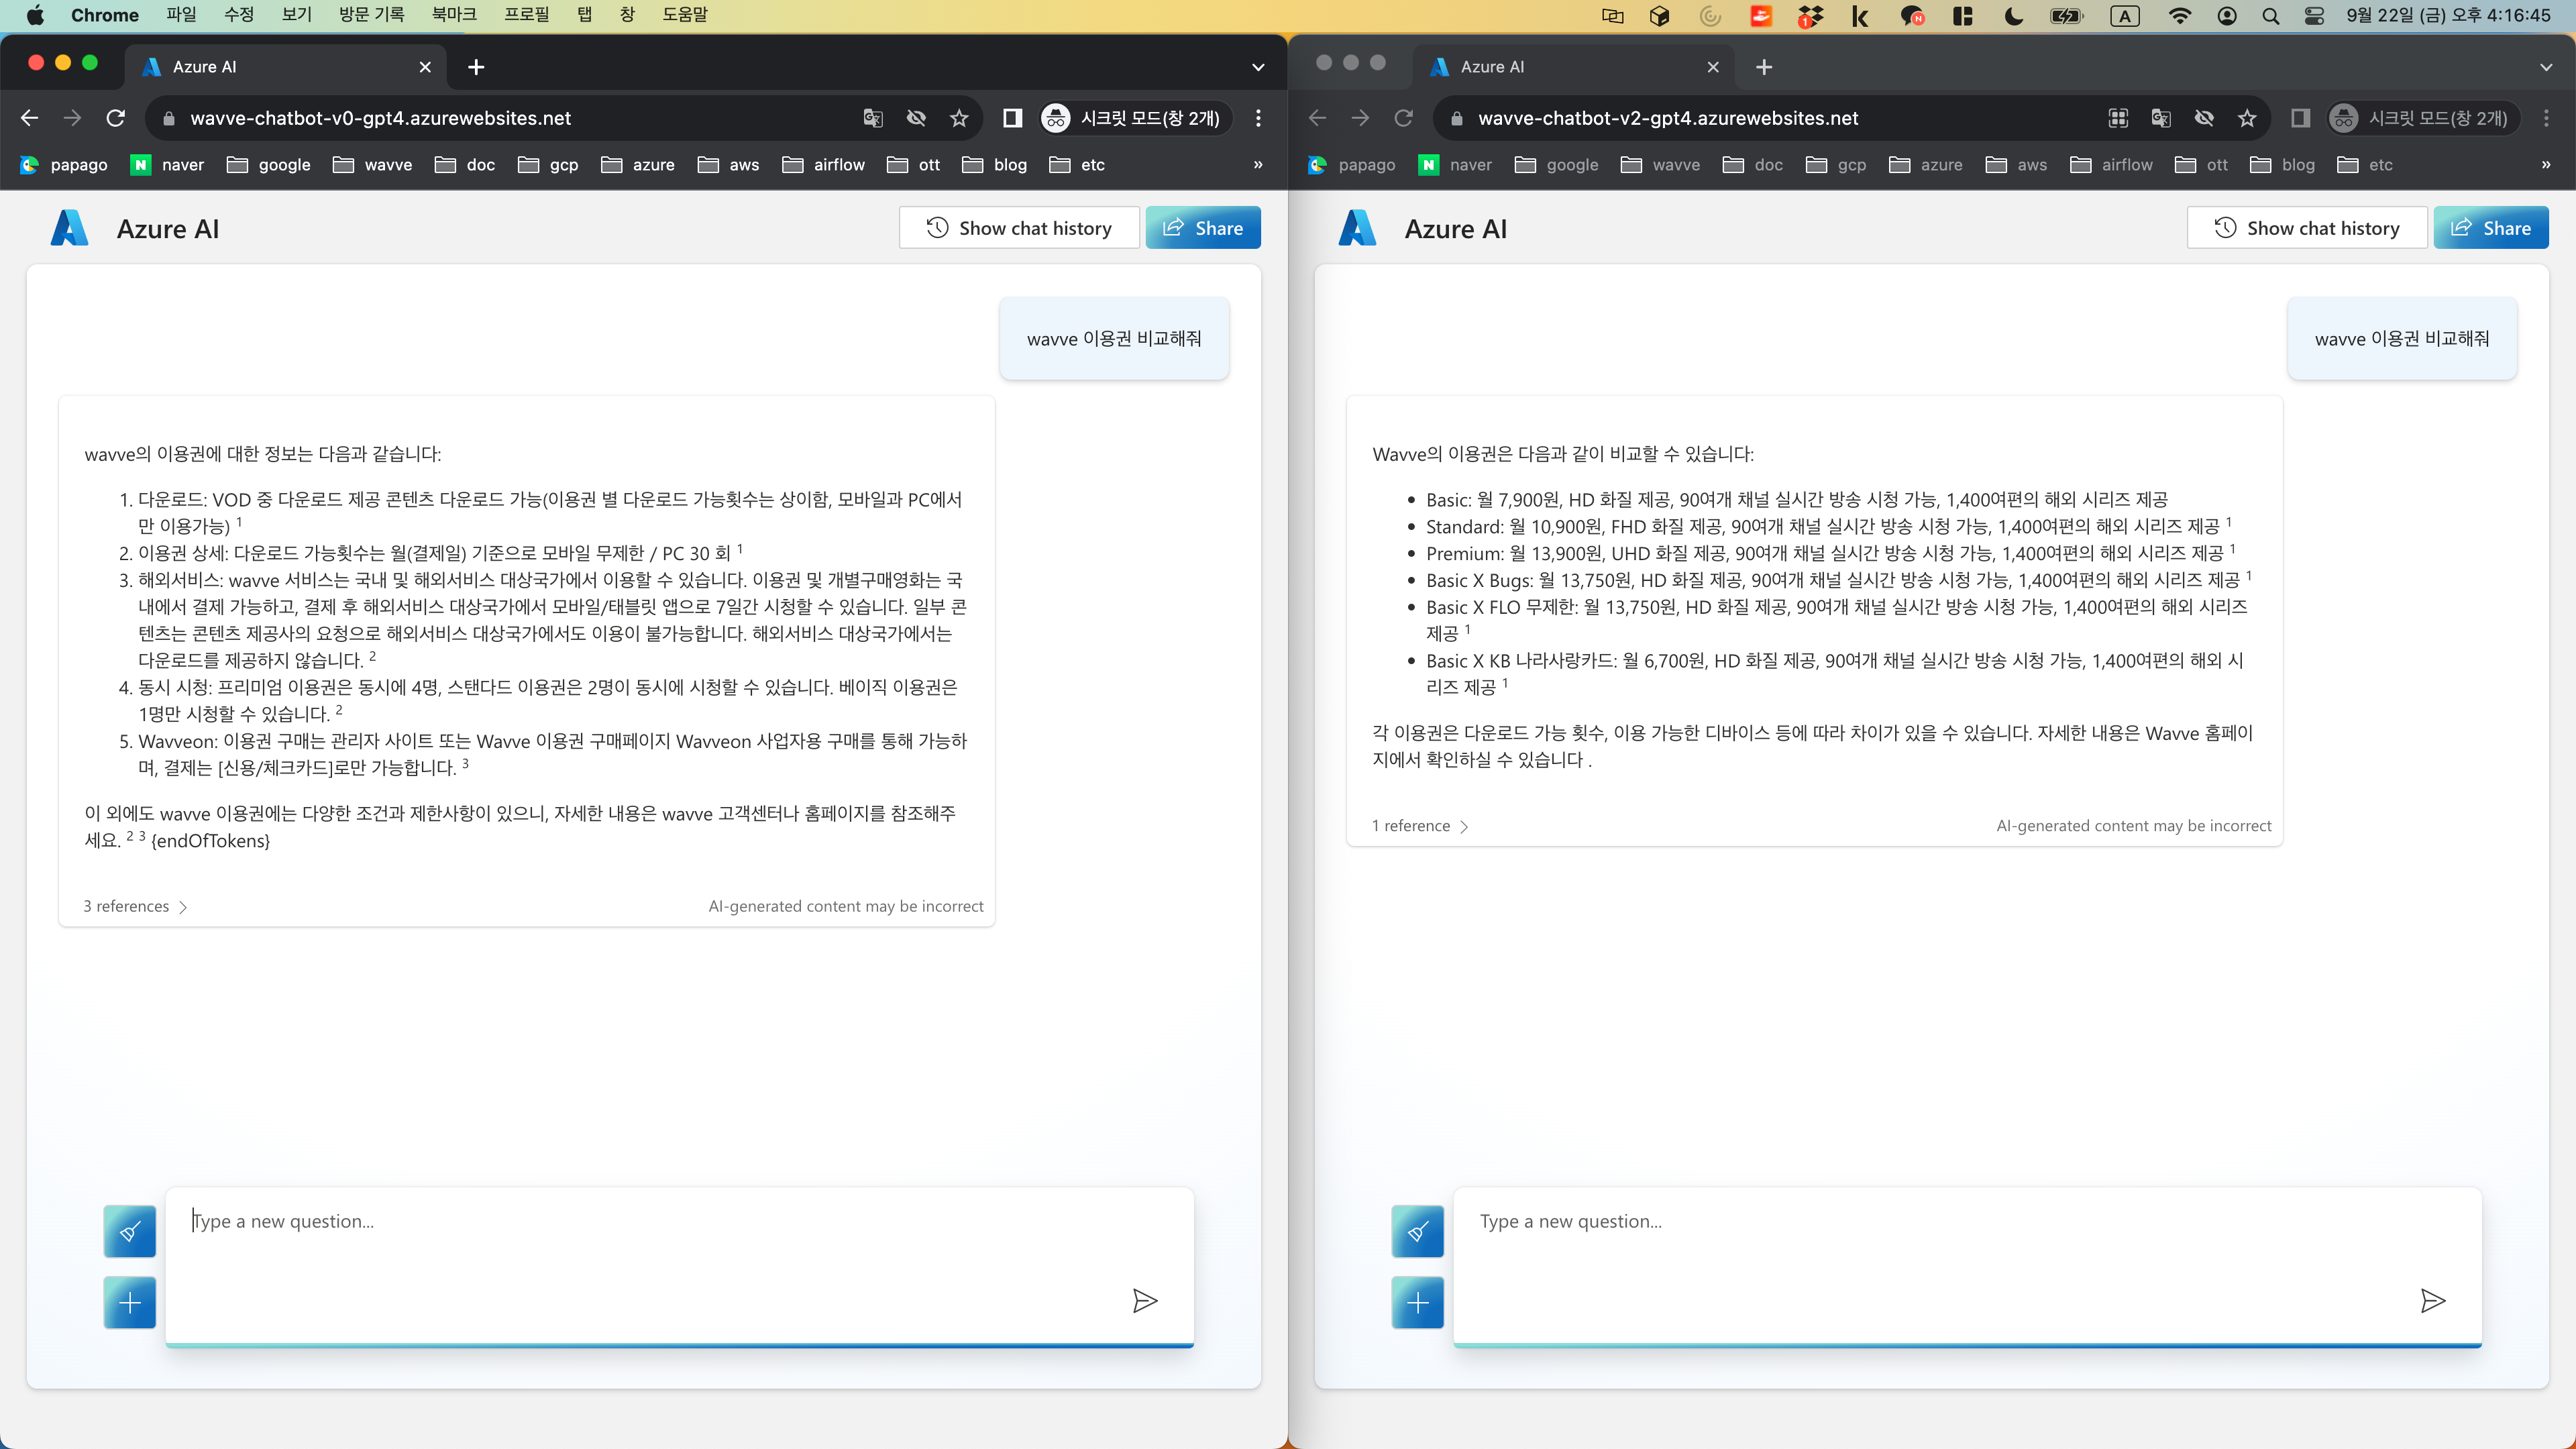 Chrome 파일 수정 보기 방문 기록 북마크 프로필 탭 창 도움말
A 9월 22일 (금) 오후 4:16:45
Azure AI
wavve-chatbot-v0-gpt4.azurewebsites.net 시크릿 모드(창 2개)
papago naver google wavve doc gcp azure aws airflow ott blog etc »
Azure AI Show chat history Share
wavve 이용권 비교해줘
wavve의 이용권에 대한 정보는 다음과 같습니다:
1. 다운로드: VOD 중 다운로드 제공 콘텐츠 다운로드 가능(이용권 별 다운로드 가능횟수는 상이함, 모바일과 PC에서
만 이용가능) 1
2. 이용권 상세: 다운로드 가능횟수는 월(결제일) 기준으로 모바일 무제한 / PC 30 회 1
3. 해외서비스: wavve 서비스는 국내 및 해외서비스 대상국가에서 이용할 수 있습니다. 이용권 및 개별구매영화는 국
내에서 결제 가능하고, 결제 후 해외서비스 대상국가에서 모바일/태블릿 앱으로 7일간 시청할 수 있습니다. 일부 콘
텐츠는 콘텐츠 제공사의 요청으로 해외서비스 대상국가에서도 이용이 불가능합니다. 해외서비스 대상국가에서는
다운로드를 제공하지 않습니다. 2
4. 동시 시청: 프리미엄 이용권은 동시에 4명, 스탠다드 이용권은 2명이 동시에 시청할 수 있습니다. 베이직 이용권은
1명만 시청할 수 있습니다. 2
5. Wavveon: 이용권 구매는 관리자 사이트 또는 Wavve 이용권 구매페이지 Wavveon 사업자용 구매를 통해 가능하
며, 결제는 [신용/체크카드]로만 가능합니다. 3
이 외에도 wavve 이용권에는 다양한 조건과 제한사항이 있으니, 자세한 내용은 wavve 고객센터나 홈페이지를 참조해주
세요. 2 3 {endOfTokens}
3 references AI-generated content may be incorrect
Type a new question...
Azure AI
wavve-chatbot-v2-gpt4.azurewebsites.net 시크릿 모드(창 2개)
papago naver google wavve doc gcp azure aws airflow ott blog etc »
Azure AI Show chat history Share
wavve 이용권 비교해줘
Wavve의 이용권은 다음과 같이 비교할 수 있습니다:
• Basic: 월 7,900원, HD 화질 제공, 90여개 채널 실시간 방송 시청 가능, 1,400여편의 해외 시리즈 제공
• Standard: 월 10,900원, FHD 화질 제공, 90여개 채널 실시간 방송 시청 가능, 1,400여편의 해외 시리즈 제공 1
• Premium: 월 13,900원, UHD 화질 제공, 90여개 채널 실시간 방송 시청 가능, 1,400여편의 해외 시리즈 제공 1
• Basic X Bugs: 월 13,750원, HD 화질 제공, 90여개 채널 실시간 방송 시청 가능, 1,400여편의 해외 시리즈 제공 1
• Basic X FLO 무제한: 월 13,750원, HD 화질 제공, 90여개 채널 실시간 방송 시청 가능, 1,400여편의 해외 시리즈
제공 1
• Basic X KB 나라사랑카드: 월 6,700원, HD 화질 제공, 90여개 채널 실시간 방송 시청 가능, 1,400여편의 해외 시
리즈 제공 1
각 이용권은 다운로드 가능 횟수, 이용 가능한 디바이스 등에 따라 차이가 있을 수 있습니다. 자세한 내용은 Wavve 홈페이
지에서 확인하실 수 있습니다 .
1 reference AI-generated content may be incorrect
Type a new question...